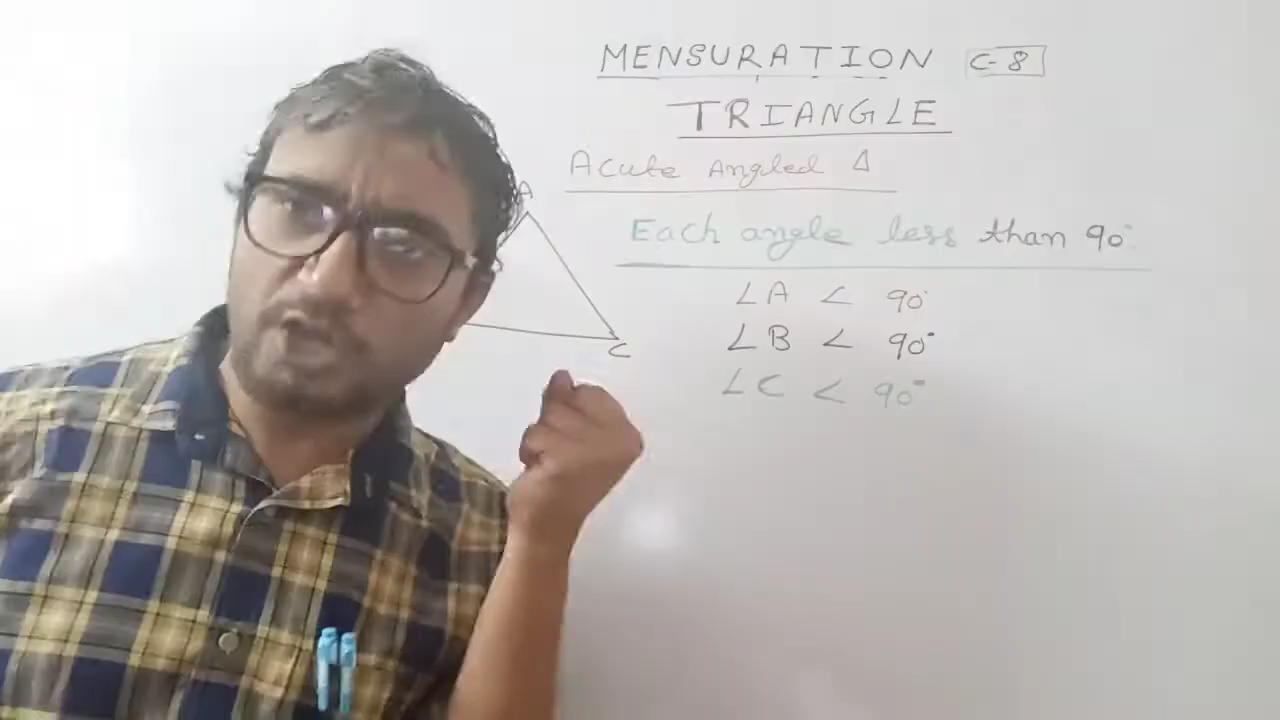 MENSURATION C-8
TRIANGLE
Acute Angled Δ
A
Each angle less than 90°
∠A < 90°
∠B < 90°
C
∠C < 90°